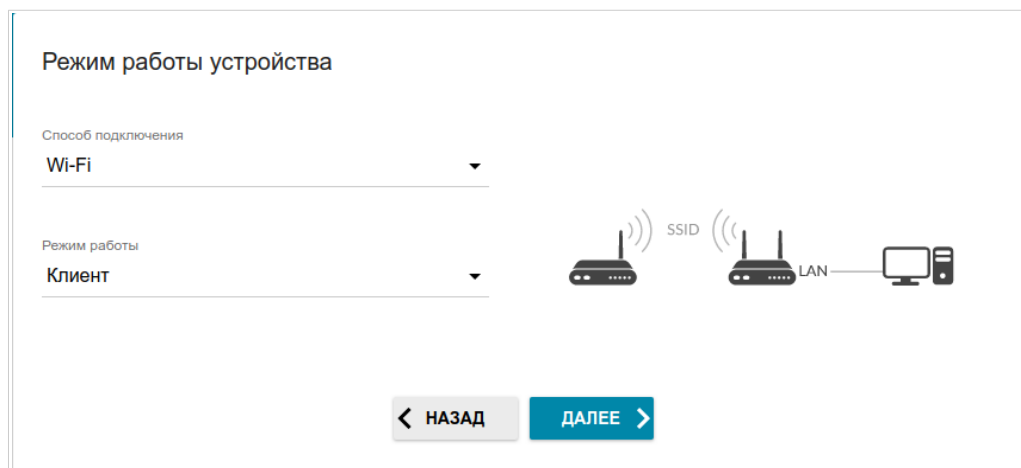 Режим работы устройства
Способ подключения
Wi-Fi
Режим работы
Клиент
SSID
LAN
НАЗАД
ДАЛЕЕ